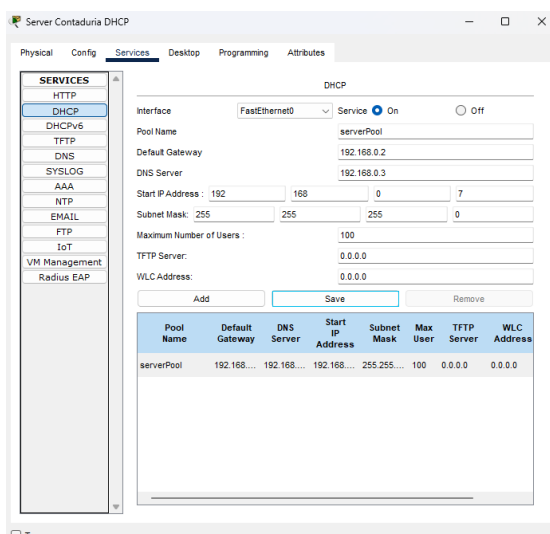 Server Contaduria DHCP
Physical Config Services Desktop Programming Attributes
SERVICES
HTTP
DHCP
DHCPv6
TFTP
DNS
SYSLOG
AAA
NTP
EMAIL
FTP
IoT
VM Management
Radius EAP
DHCP
Interface FastEthernet0 Service On Off
Pool Name serverPool
Default Gateway 192.168.0.2
DNS Server 192.168.0.3
Start IP Address : 192 168 0 7
Subnet Mask: 255 255 255 0
Maximum Number of Users : 100
TFTP Server: 0.0.0.0
WLC Address: 0.0.0.0
Add Save Remove
Pool Name Default Gateway DNS Server Start IP Address Subnet Mask Max User TFTP Server WLC Address
serverPool 192.168.... 192.168.... 192.168.... 255.255.... 100 0.0.0.0 0.0.0.0